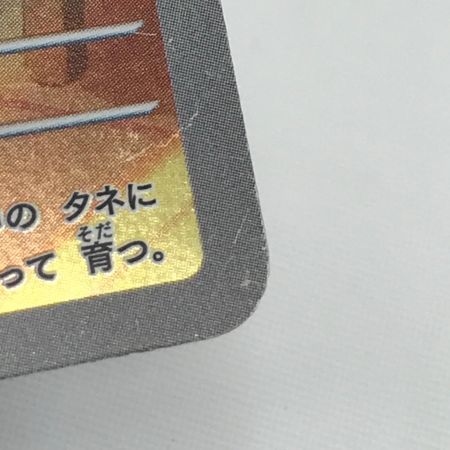 の タネに
って 育つ。
そだ